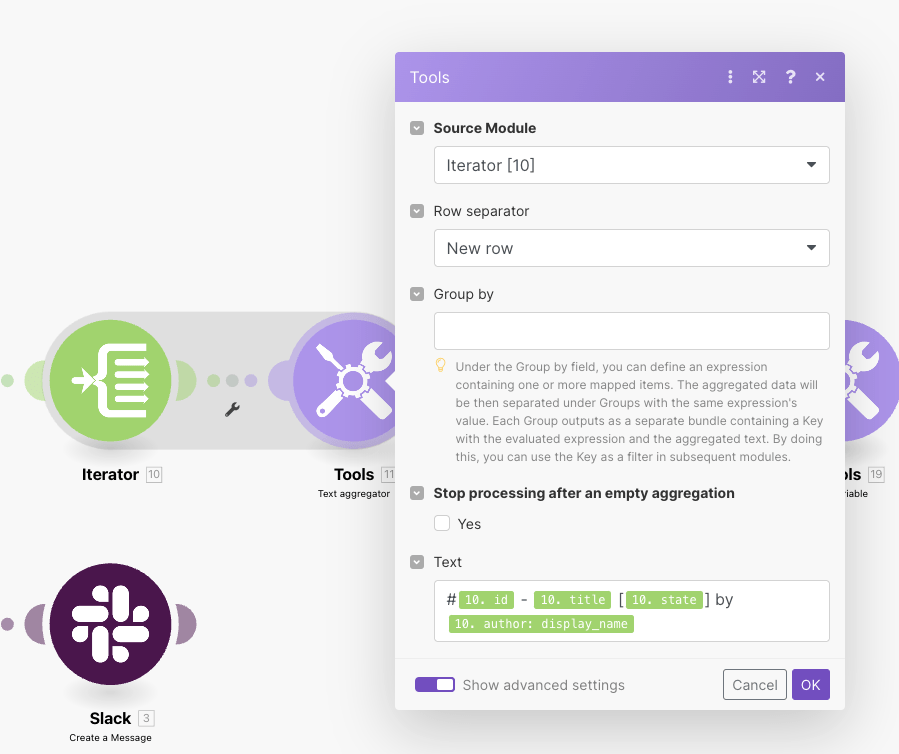 Tools
Source Module
Iterator [10]
Row separator
New row
Group by
Under the Group by field, you can define an expression
containing one or more mapped items. The aggregated data will
be then separated under Groups with the same expression's
value. Each Group outputs as a separate bundle containing a Key
with the evaluated expression and the aggregated text. By doing
this, you can use the Key as a filter in subsequent modules.
Stop processing after an empty aggregation
Yes
Text
# 10. id - 10. title [ 10. state ] by
10. author: display_name
Show advanced settings
Cancel
OK
Iterator 10
Tools 11
Text aggregator
ols 19
iable
Slack 3
Create a Message